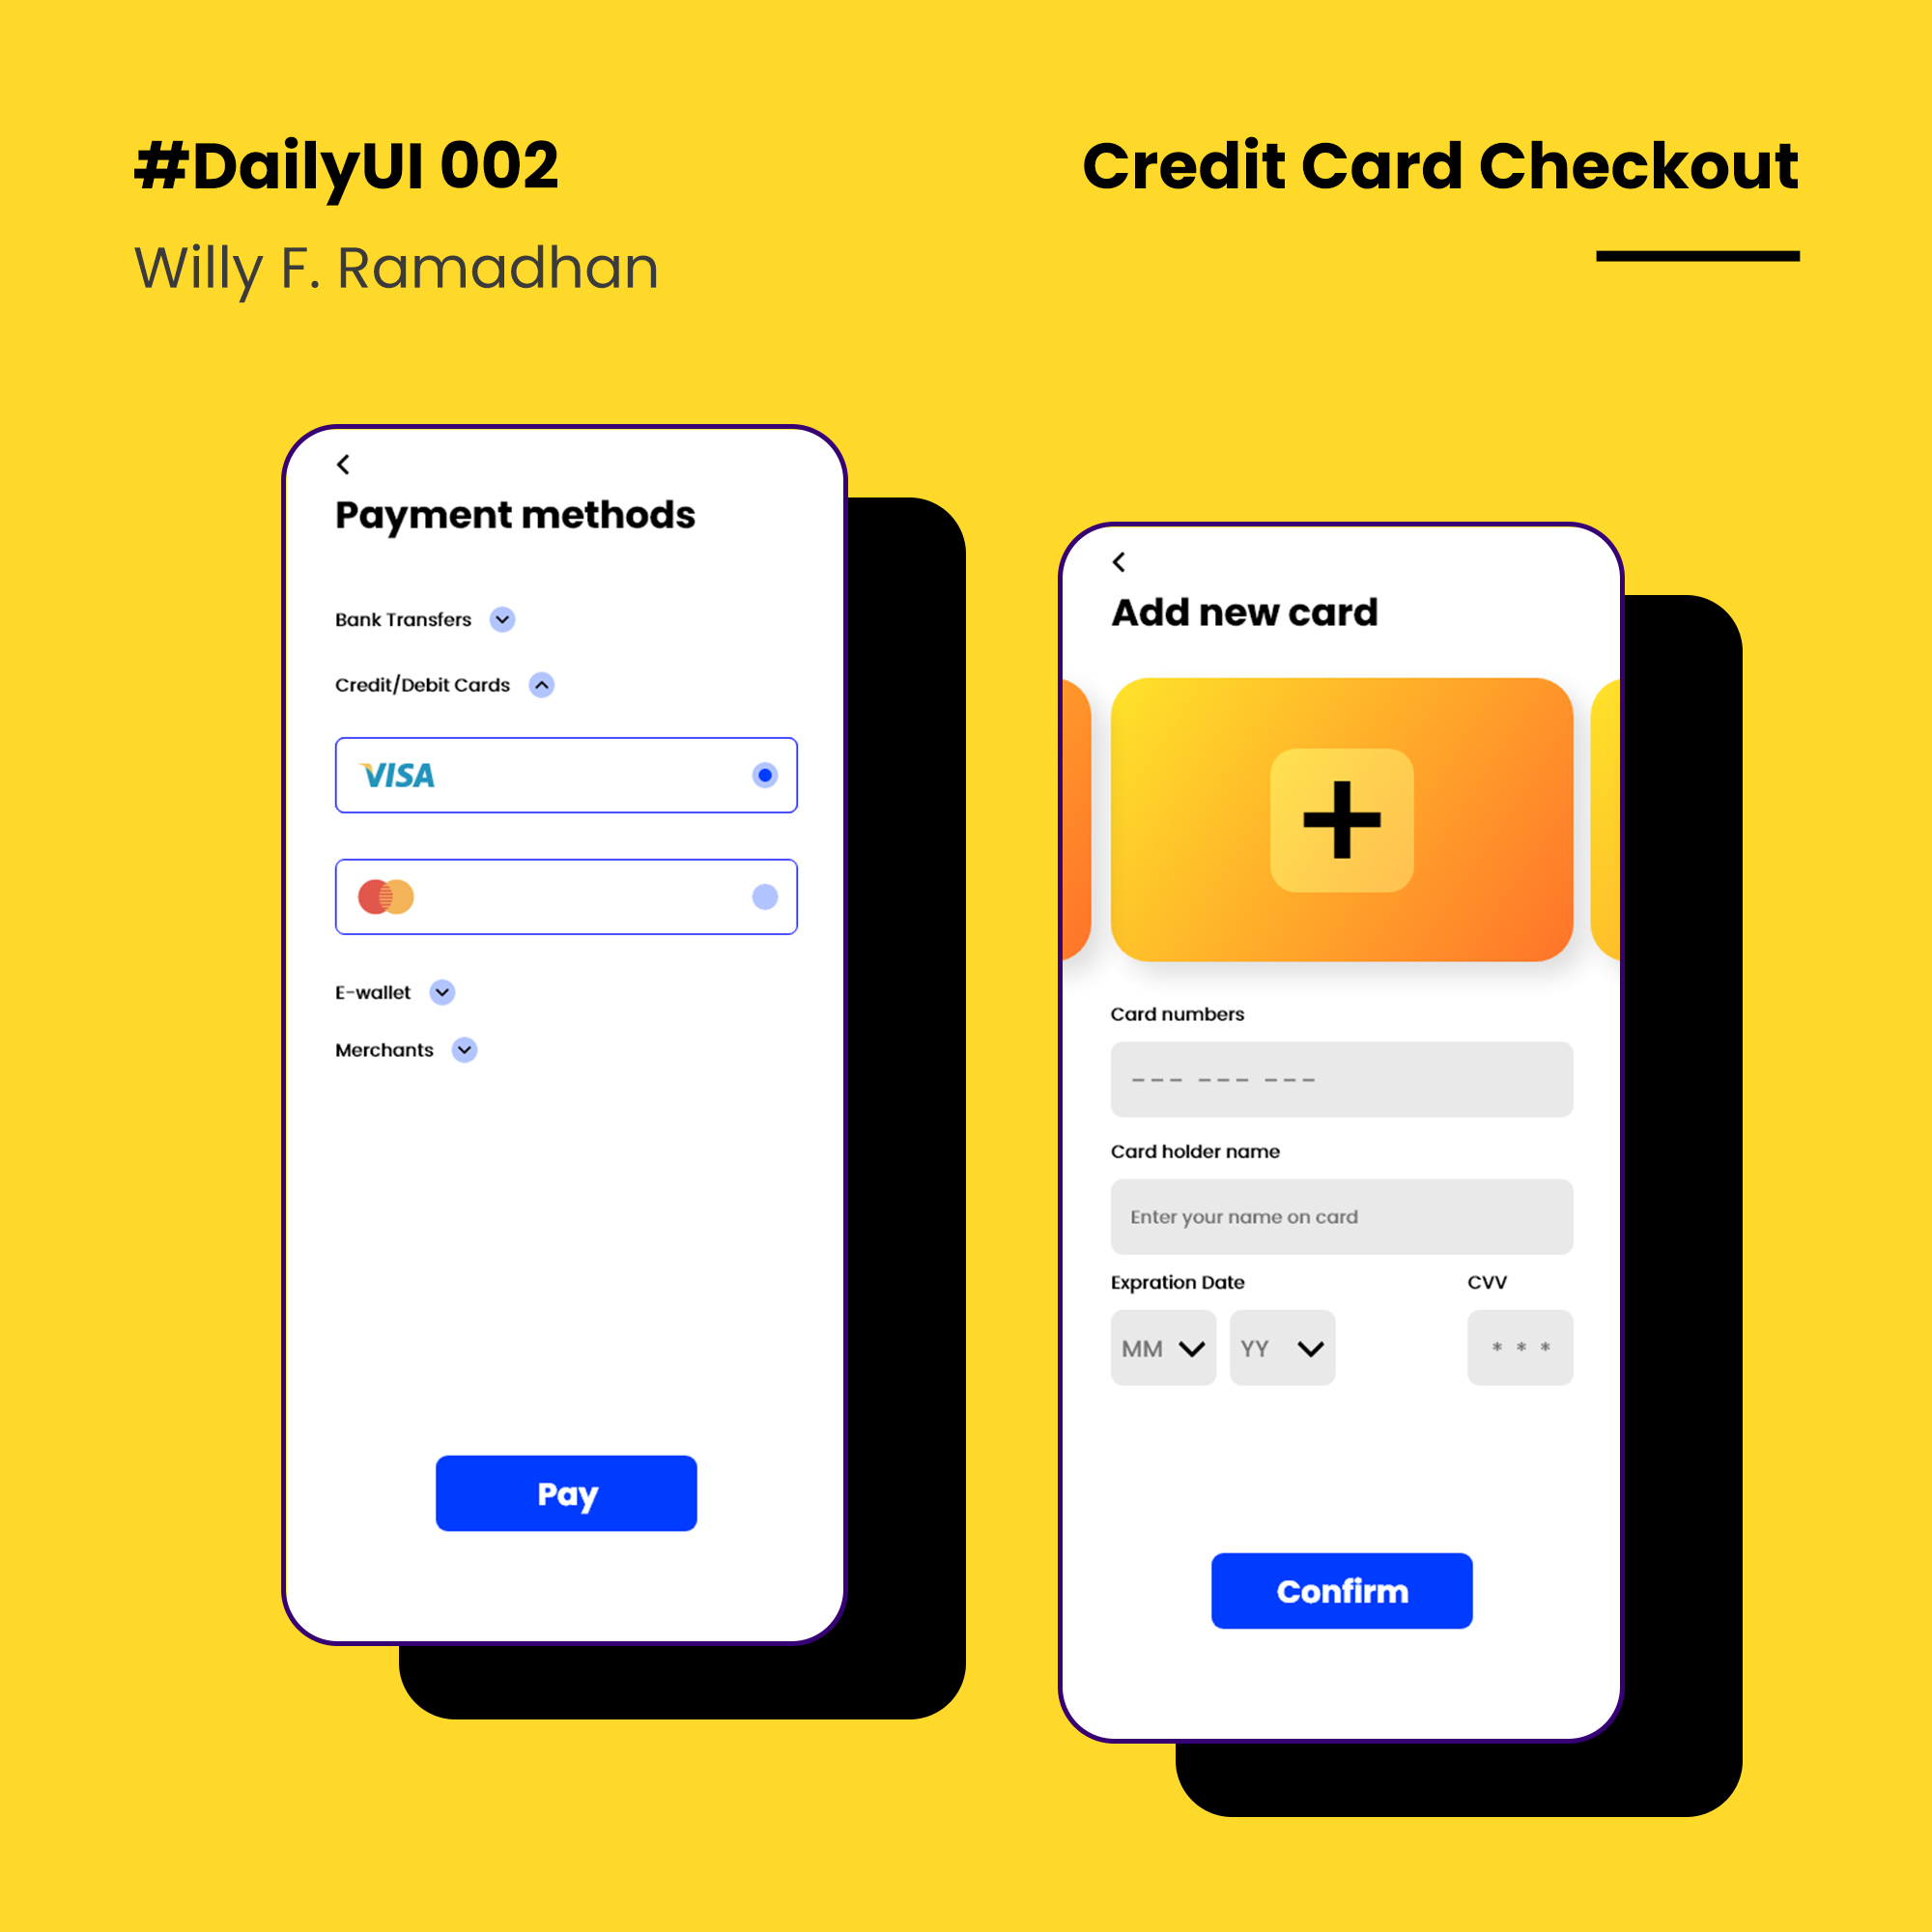 #DailyUI 002
Willy F. Ramadhan
Credit Card Checkout
Payment methods
Bank Transfers
Credit/Debit Cards
VISA
E-wallet
Merchants
Pay
Add new card
Card numbers
--- --- ---
Card holder name
Enter your name on card
Expration Date
CVV
MM
YY
* * *
Confirm